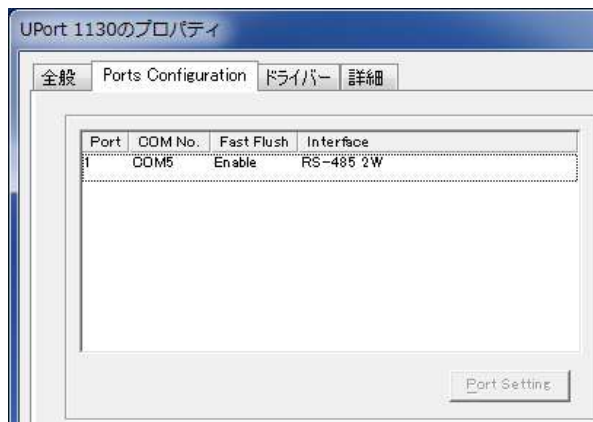 UPort 1130のプロパティ
全般 Ports Configuration ドライバー 詳細
Port COM No. Fast Flush Interface
1 COM5 Enable RS-485 2W
Port Setting